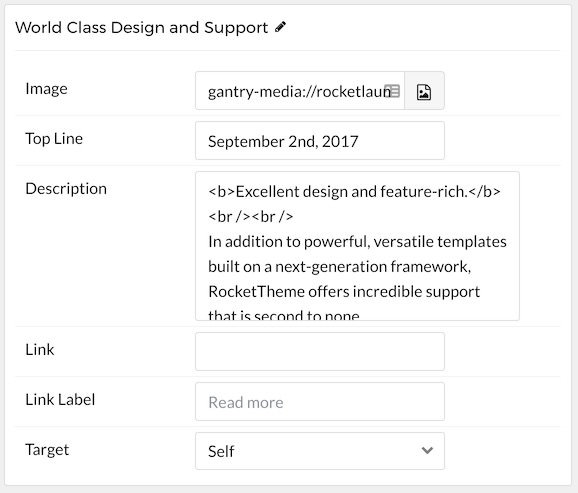 World Class Design and Support
Image
gantry-media://rocketlaun
Top Line
September 2nd, 2017
Description
<b>Excellent design and feature-rich.</b>
<br /><br />
In addition to powerful, versatile templates
built on a next-generation framework,
RocketTheme offers incredible support
that is second to none
Link
Link Label
Read more
Target
Self